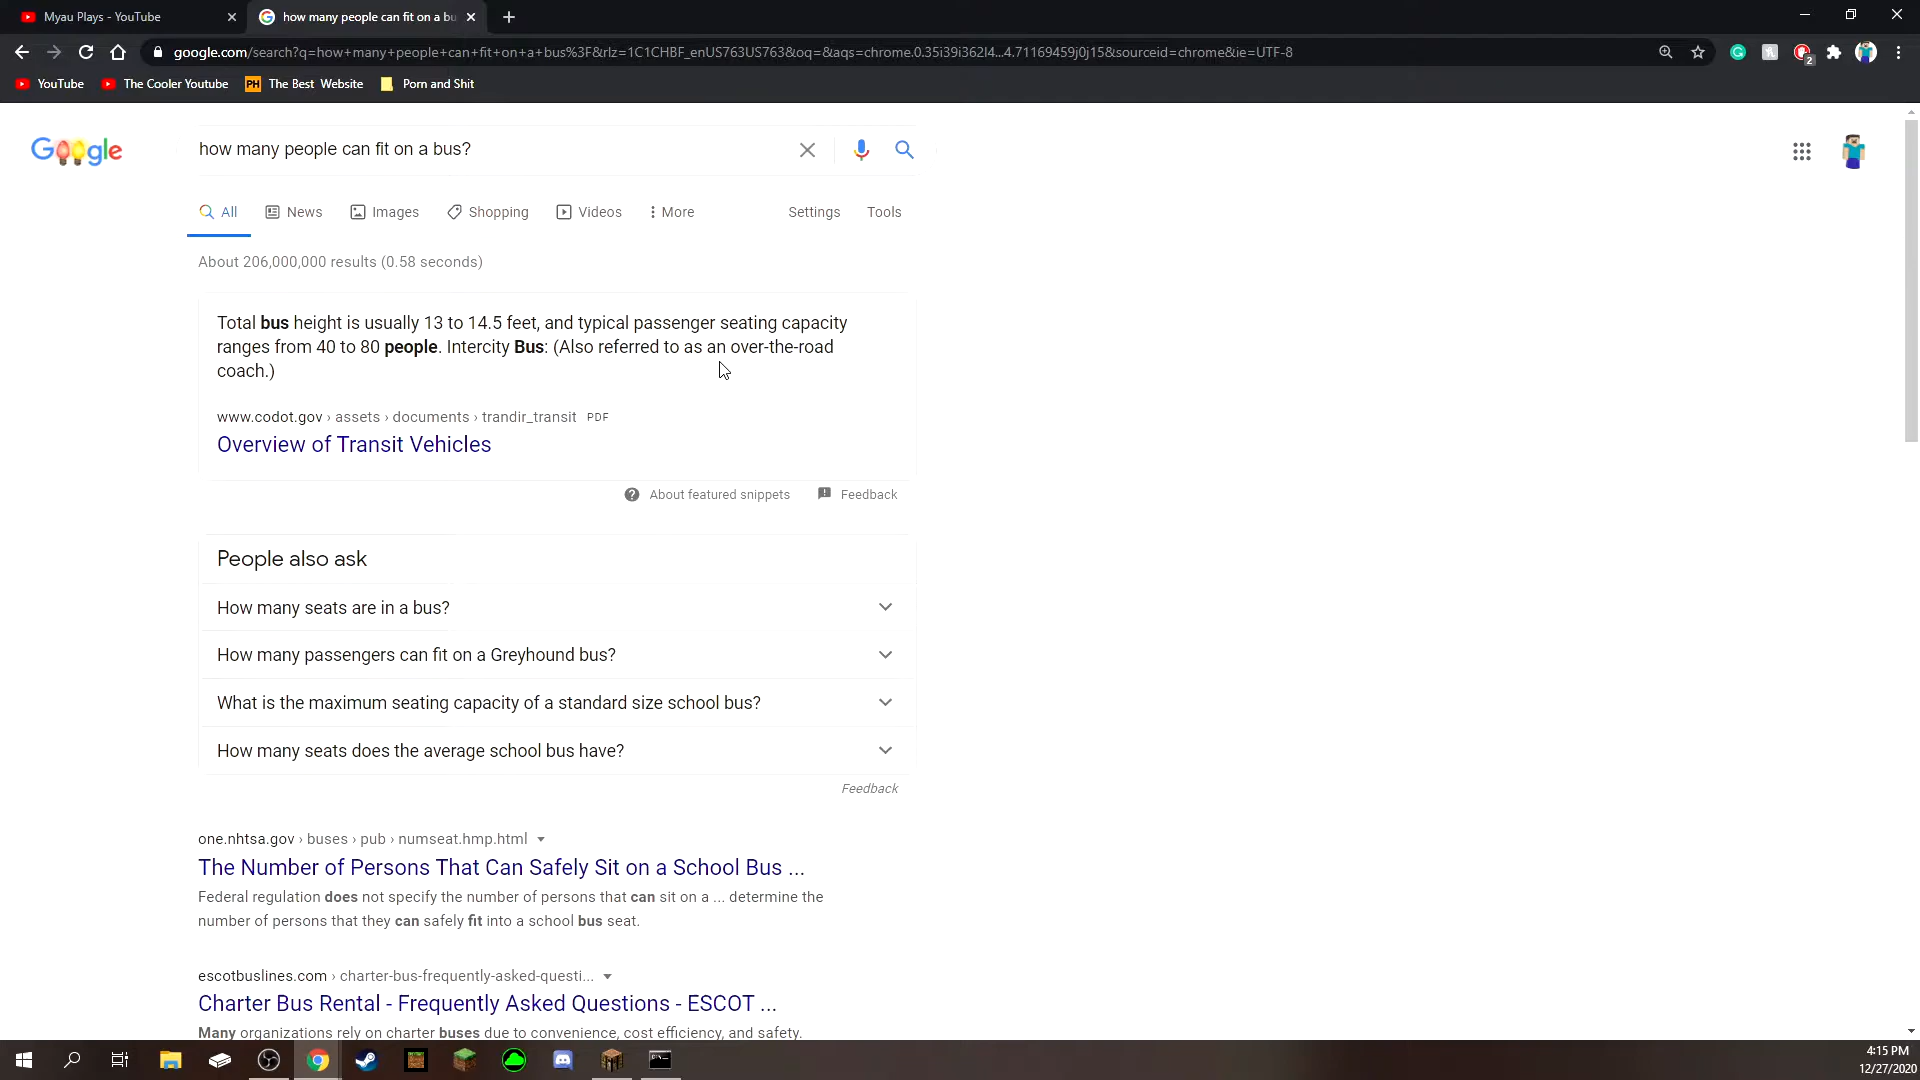 Myau Plays - YouTube
how many people can fit on a bu
google.com/search?q=how+many+people+can+fit+on+a+bus%3F&rlz=1C1CHBF_enUS763US763&oq=&aqs=chrome.0.35i39i362l4...4.71169459j0j15&sourceid=chrome&ie=UTF-8
2
YouTube
The Cooler Youtube
PH The Best Website
Porn and Shit
Google
how many people can fit on a bus?
All
News
Images
Shopping
Videos
More
Settings
Tools
About 206,000,000 results (0.58 seconds)
Total bus height is usually 13 to 14.5 feet, and typical passenger seating capacity
ranges from 40 to 80 people. Intercity Bus: (Also referred to as an over-the-road
coach.)
www.codot.gov › assets › documents › trandir_transit PDF
Overview of Transit Vehicles
About featured snippets
Feedback
People also ask
How many seats are in a bus?
How many passengers can fit on a Greyhound bus?
What is the maximum seating capacity of a standard size school bus?
How many seats does the average school bus have?
Feedback
one.nhtsa.gov › buses › pub › numseat.hmp.html
The Number of Persons That Can Safely Sit on a School Bus ...
Federal regulation does not specify the number of persons that can sit on a ... determine the
number of persons that they can safely fit into a school bus seat.
escotbuslines.com › charter-bus-frequently-asked-questi...
Charter Bus Rental - Frequently Asked Questions - ESCOT ...
Many organizations rely on charter buses due to convenience, cost efficiency, and safety.
4:15 PM
12/27/2020